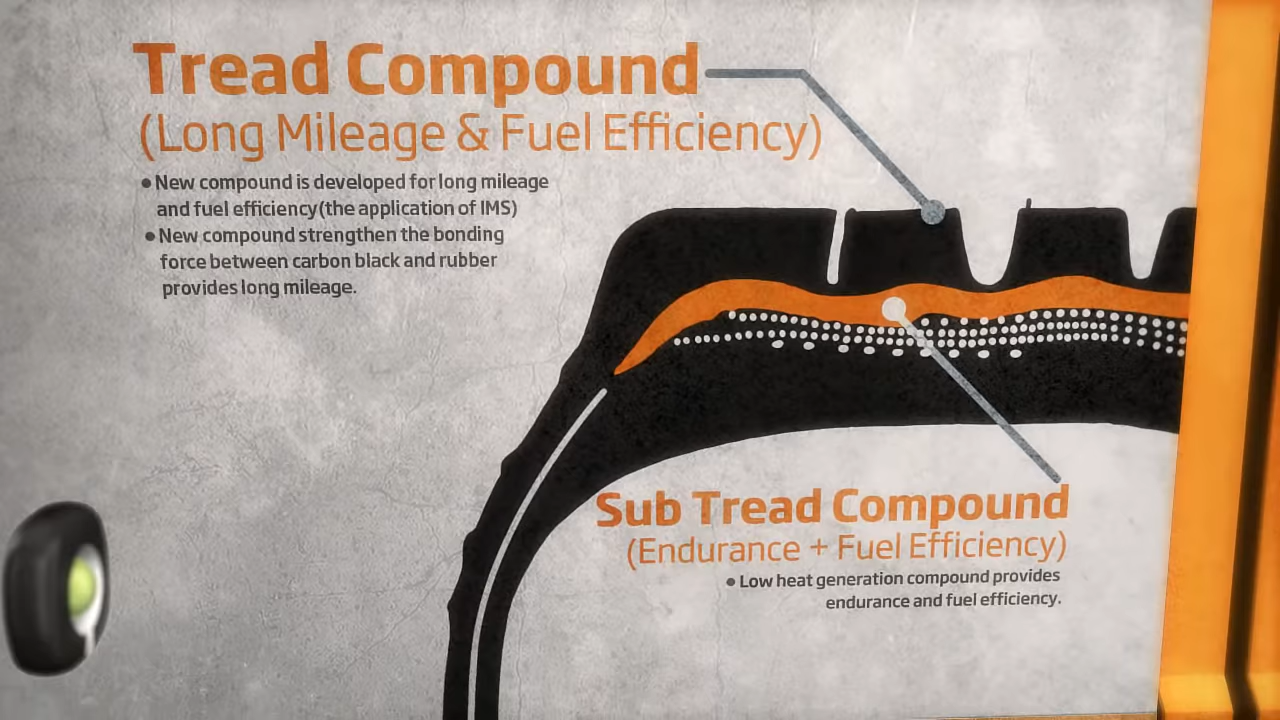 Tread Compound
(Long Mileage & Fuel Efficiency)
• New compound is developed for long mileage
and fuel efficiency(the application of IMS)
• New compound strengthen the bonding
force between carbon black and rubber
provides long mileage.
Sub Tread Compound
(Endurance + Fuel Efficiency)
• Low heat generation compound provides
endurance and fuel efficiency.